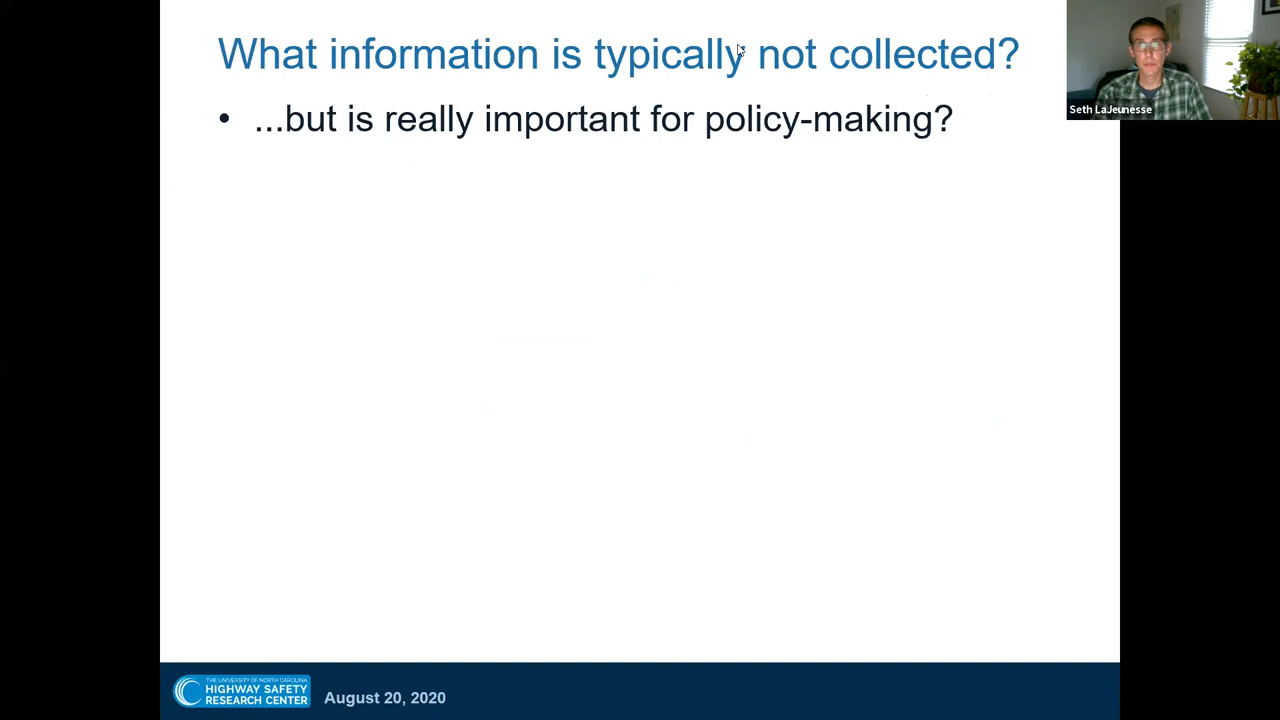 What information is typically not collected?
• ...but is really important for policy-making?
Seth LaJeunesse
THE UNIVERSITY OF NORTH CAROLINA
HIGHWAY SAFETY
RESEARCH CENTER
August 20, 2020